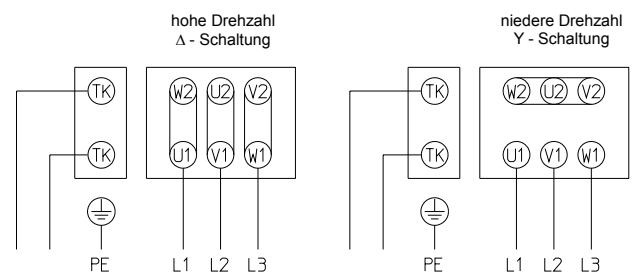 hohe Drehzahl
Δ - Schaltung
TK
W2 U2 V2
TK
U1 V1 W1
PE L1 L2 L3
niedere Drehzahl
Y - Schaltung
TK
W2 U2 V2
TK
U1 V1 W1
PE L1 L2 L3